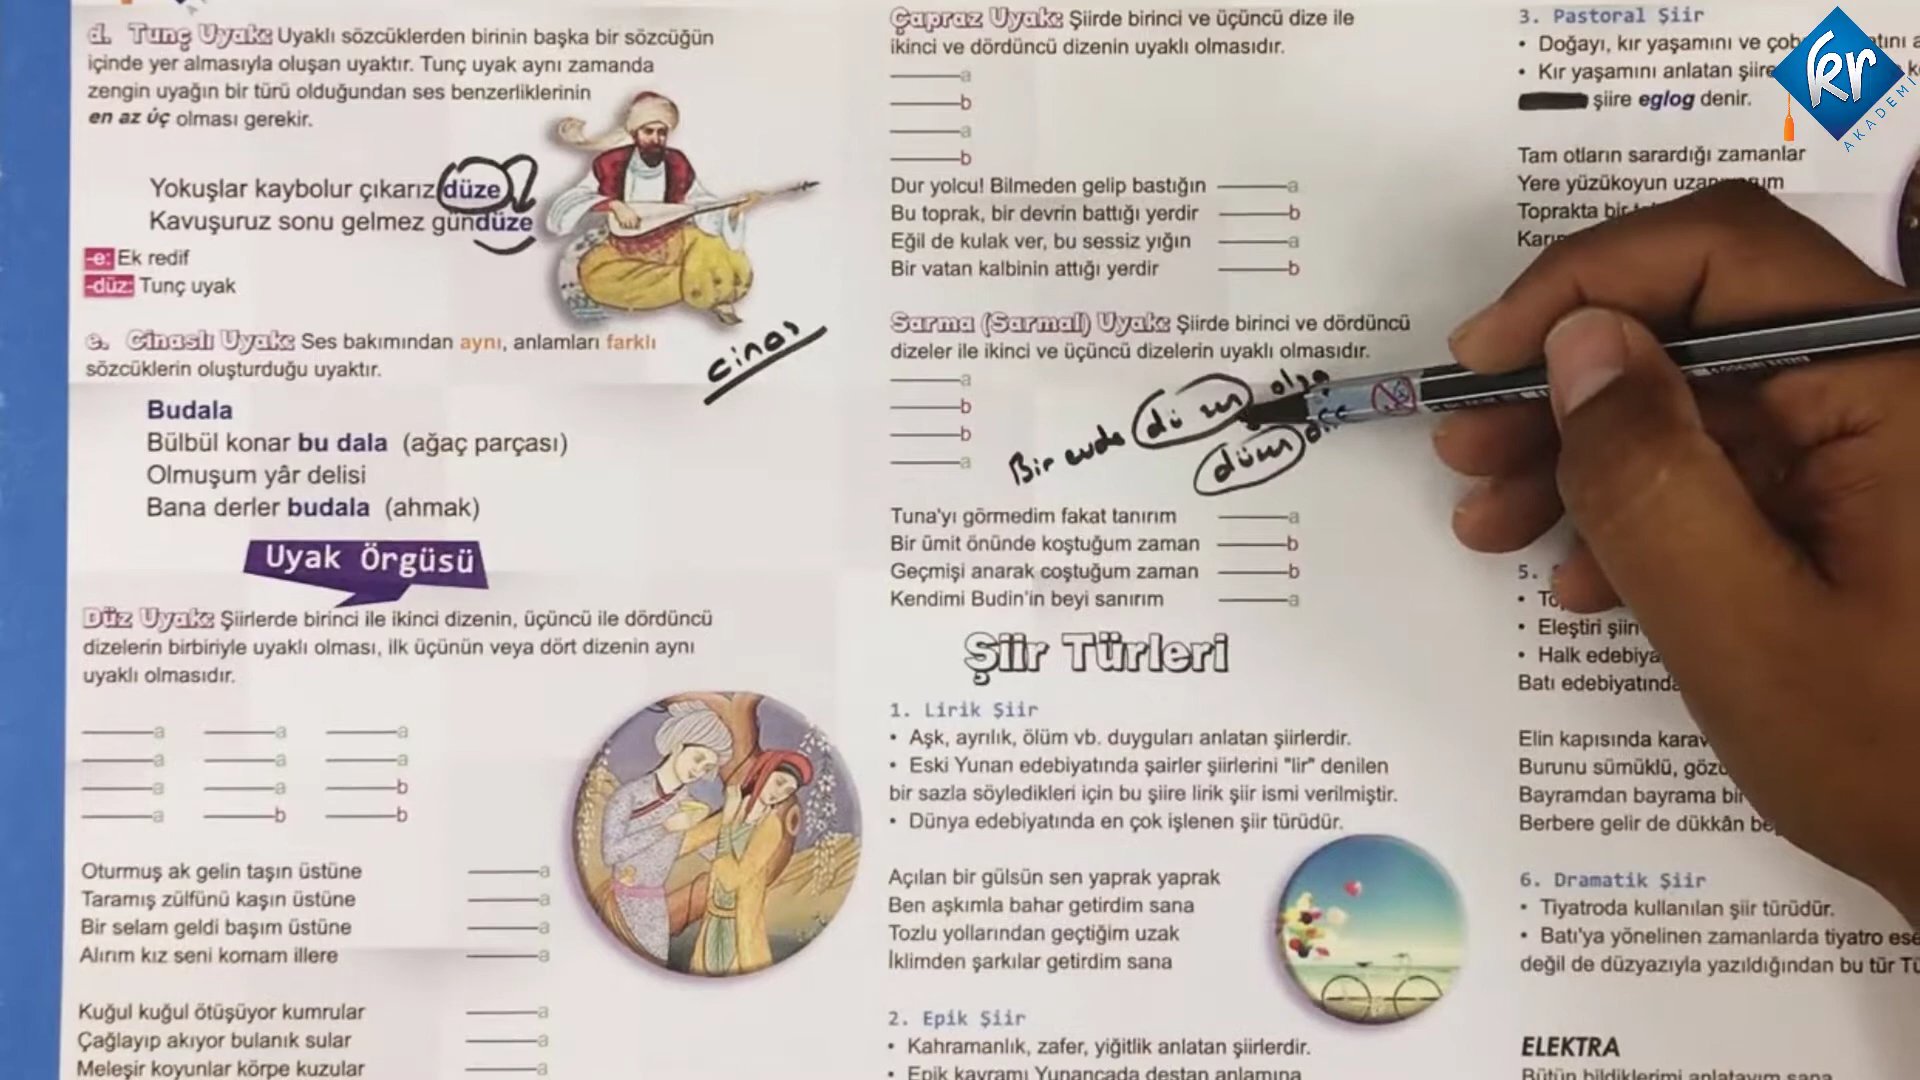 d. Tunç Uyak: Uyaklı sözcüklerden birinin başka bir sözcüğün
içinde yer almasıyla oluşan uyaktır. Tunç uyak aynı zamanda
zengin uyağın bir türü olduğundan ses benzerliklerinin
en az üç olması gerekir.
Yokuşlar kaybolur çıkarız düze
Kavuşuruz sonu gelmez gündüze
-e: Ek redif
-düz: Tunç uyak
e. Cinaslı Uyak: Ses bakımından aynı, anlamları farklı
sözcüklerin oluşturduğu uyaktır.
cinas
Budala
Bülbül konar bu dala (ağaç parçası)
Olmuşum yâr delisi
Bana derler budala (ahmak)
Uyak Örgüsü
Düz Uyak: Şiirlerde birinci ile ikinci dizenin, üçüncü ile dördüncü
dizelerin birbiriyle uyaklı olması, ilk üçünün veya dört dizenin aynı
uyaklı olmasıdır.
a a a
a a a
a a b
a b b
Oturmuş ak gelin taşın üstüne a
Taramış zülfünü kaşın üstüne a
Bir selam geldi başım üstüne a
Alırım kız seni komam illere a
Kuğul kuğul ötüşüyor kumrular a
Çağlayıp akıyor bulanık sular a
Meleşir koyunlar körpe kuzular a
Çapraz Uyak: Şiirde birinci ve üçüncü dize ile
ikinci ve dördüncü dizenin uyaklı olmasıdır.
a
b
a
b
Dur yolcu! Bilmeden gelip bastığın a
Bu toprak, bir devrin battığı yerdir b
Eğil de kulak ver, bu sessiz yığın a
Bir vatan kalbinin attığı yerdir b
Sarma (Sarmal) Uyak: Şiirde birinci ve dördüncü
dizeler ile ikinci ve üçüncü dizelerin uyaklı olmasıdır.
a
b
b
a
Bir evde
Tuna'yı görmedim fakat tanırım a
Bir ümit önünde koştuğum zaman b
Geçmişi anarak coştuğum zaman b
Kendimi Budin'in beyi sanırım a
Şiir Türleri
1. Lirik Şiir
• Aşk, ayrılık, ölüm vb. duyguları anlatan şiirlerdir.
• Eski Yunan edebiyatında şairler şiirlerini "lir" denilen
bir sazla söyledikleri için bu şiire lirik şiir ismi verilmiştir.
• Dünya edebiyatında en çok işlenen şiir türüdür.
Açılan bir gülsün sen yaprak yaprak
Ben aşkımla bahar getirdim sana
Tozlu yollarından geçtiğim uzak
İklimden şarkılar getirdim sana
2. Epik Şiir
• Kahramanlık, zafer, yiğitlik anlatan şiirlerdir.
• Epik kavramı Yunancada destan anlamına
3. Pastoral Şiir
• Doğayı, kır yaşamını ve
• Kır yaşamını anlatan şiire
şiire eglog denir.
Tam otların sarardığı zamanlar
Yere yüzükoyun
Toprakta bir
5.
• Eleştiri
• Halk
Batı
Elin kapısında
Burunu sümüklü,
Bayramdan bayrama
Berbere gelir de dükkân
6. Dramatik Şiir
• Tiyatroda kullanılan şiir türüdür.
• Batı'ya yönelinen zamanlarda tiyatro
değil de düzyazıyla yazıldığından bu tür
ELEKTRA
Bütün bildiklerimi anlatayım sana
kr
AKADEMİ